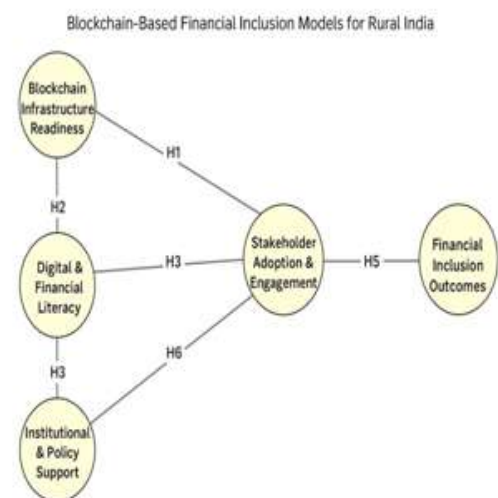 Blockchain-Based Financial Inclusion Models for Rural India
Blockchain
Infrastructure
Readiness
H1
H2
Digital &
Financial
Literacy
H3
Stakeholder
Adoption &
Engagement
H5
Financial
Inclusion
Outcomes
H6
H3
Institutional
& Policy
Support